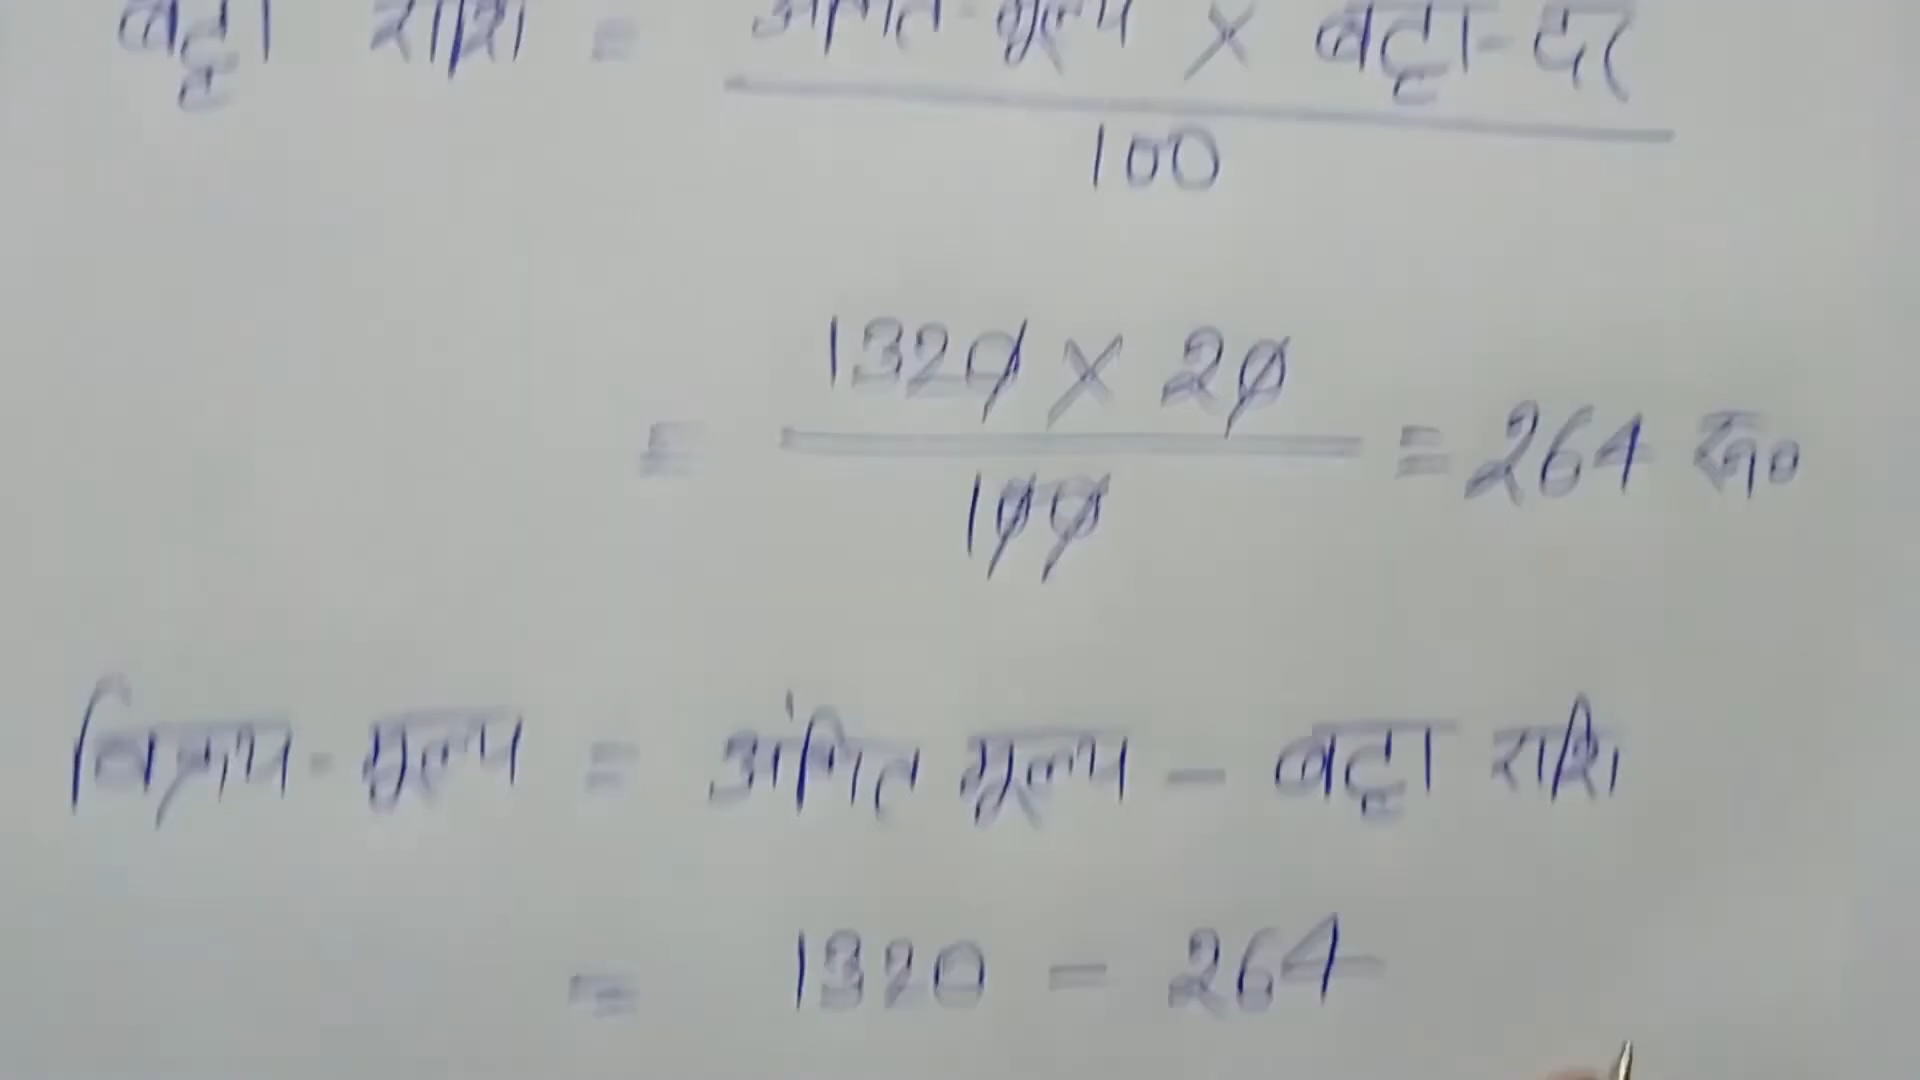 बट्टा राशि = अंकित-मूल्य × बट्टा-दर
100
= 1320 × 20 = 264 रू०
100
विक्रय-मूल्य = अंकित मूल्य - बट्टा राशि
= 1320 - 264